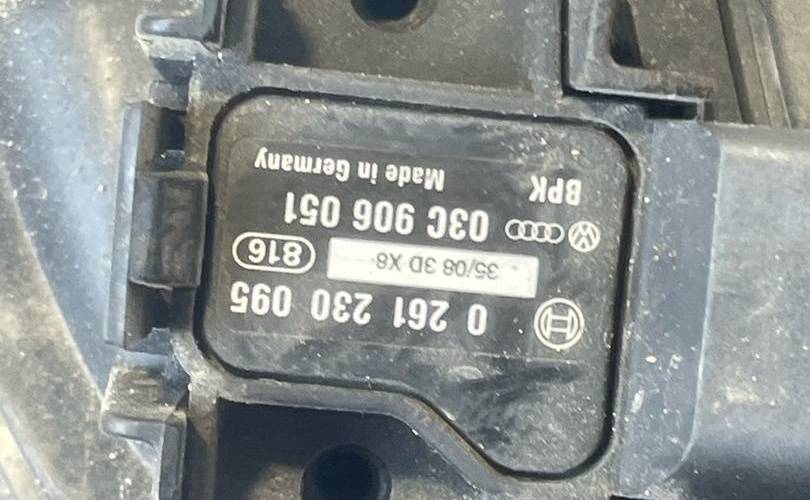 0 261 230 095
35/08 3D X8
816
03C 906 051
BPK
Made in Germany